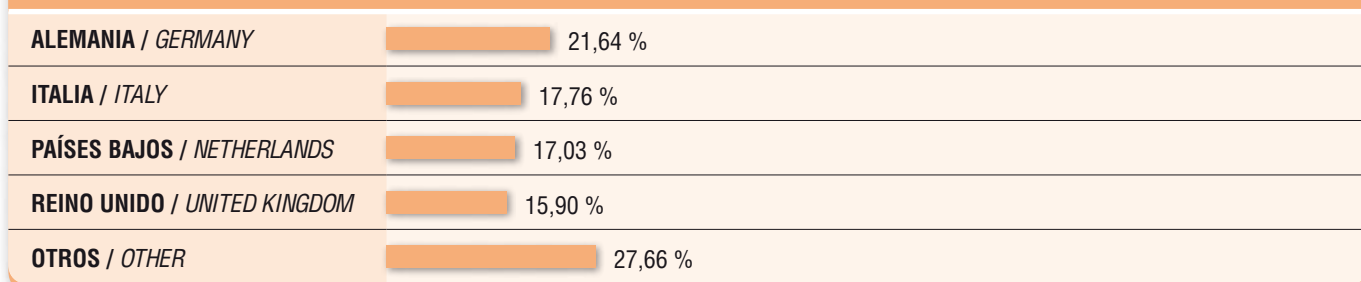 ALEMANIA / GERMANY 21,64 %
ITALIA / ITALY 17,76 %
PAÍSES BAJOS / NETHERLANDS 17,03 %
REINO UNIDO / UNITED KINGDOM 15,90 %
OTROS / OTHER 27,66 %